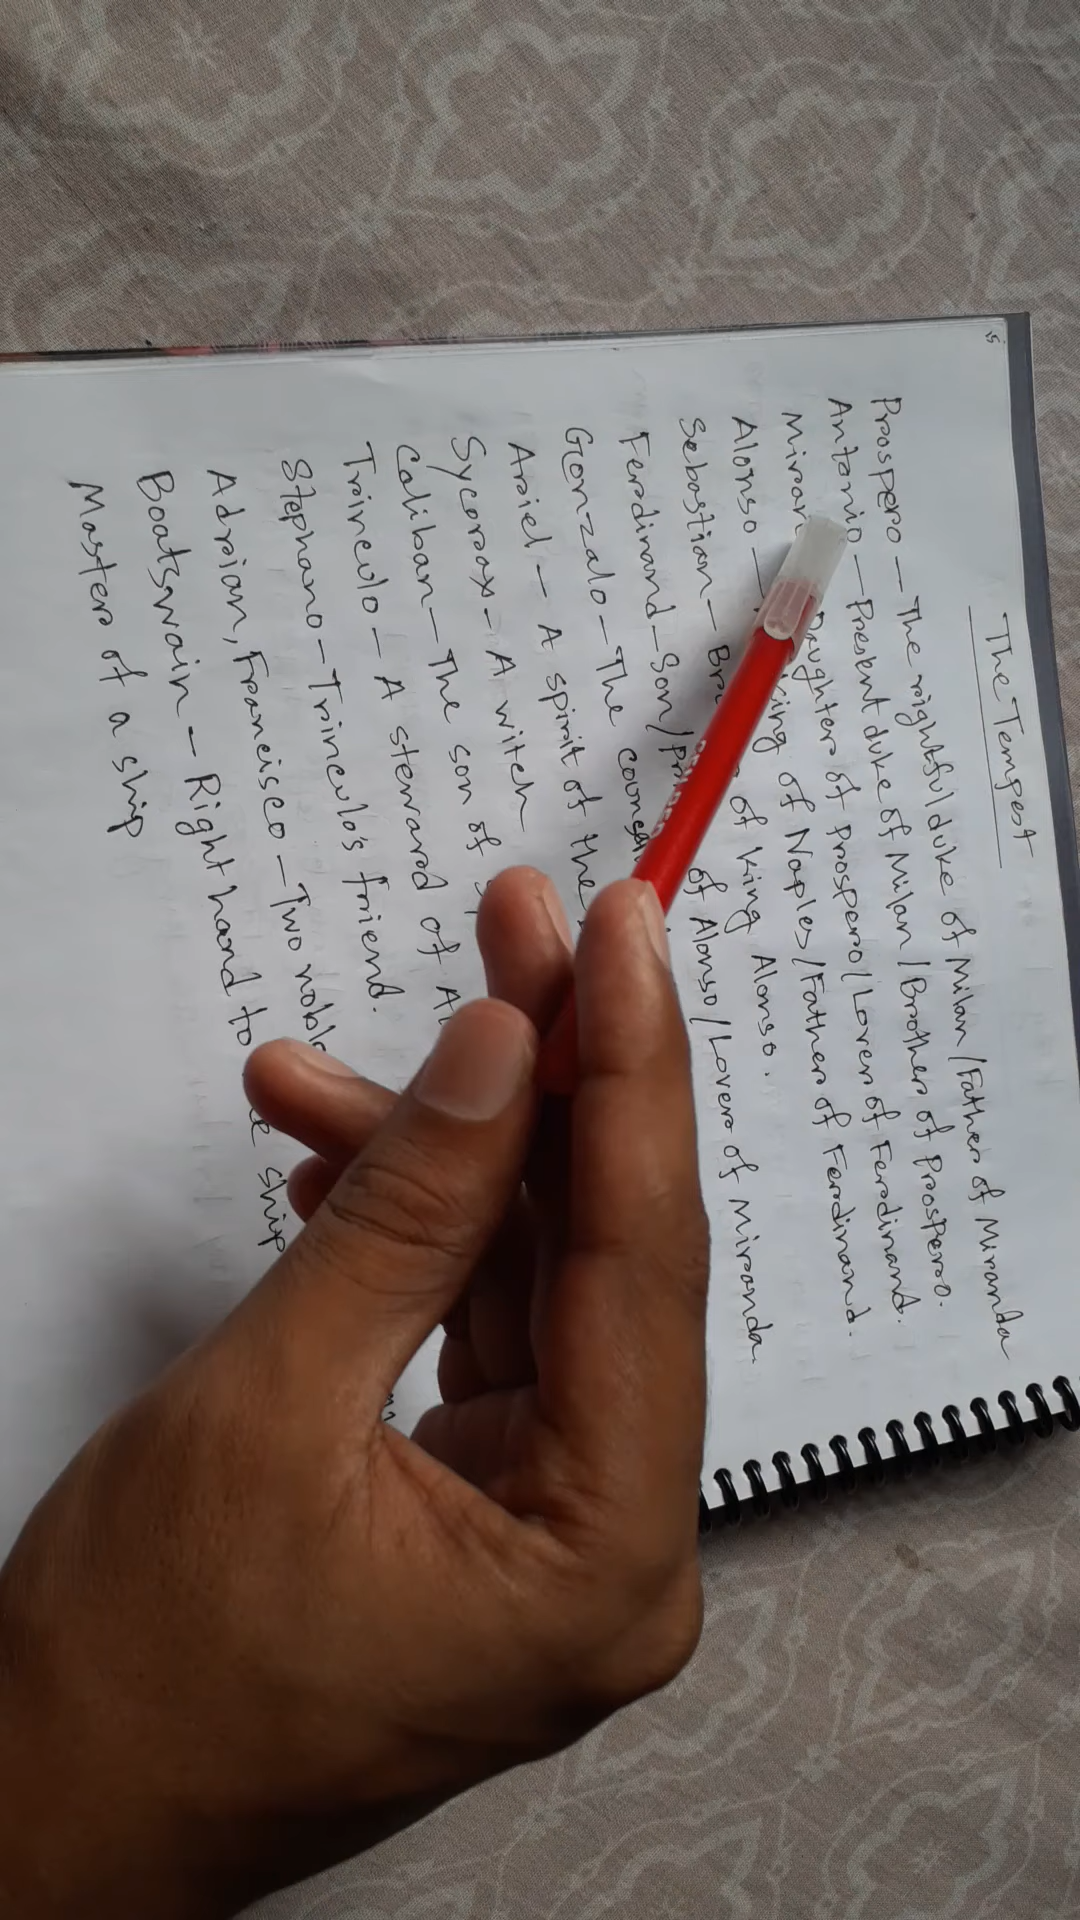 The Tempest
Prospero — The rightful duke of Milan / Father of Miranda
Antonio — Present duke of Milan / Brother of Prospero.
Daughter of Prospero / Lover of Ferdinand.
Alonso — King of Naples / Father of Ferdinand.
Sebastian — of King Alonso.
Ferdinand — Son / of Alonso / Lover of Miranda.
Gonzalo — The
Ariel — A spirit of the
Sycorax — A witch
Caliban — The son of
Trinculo — A steward of
Stephano — Trinculo's friend.
Adrian, Francisco — Two
Boatswain — Right hand to ship
Master of a ship